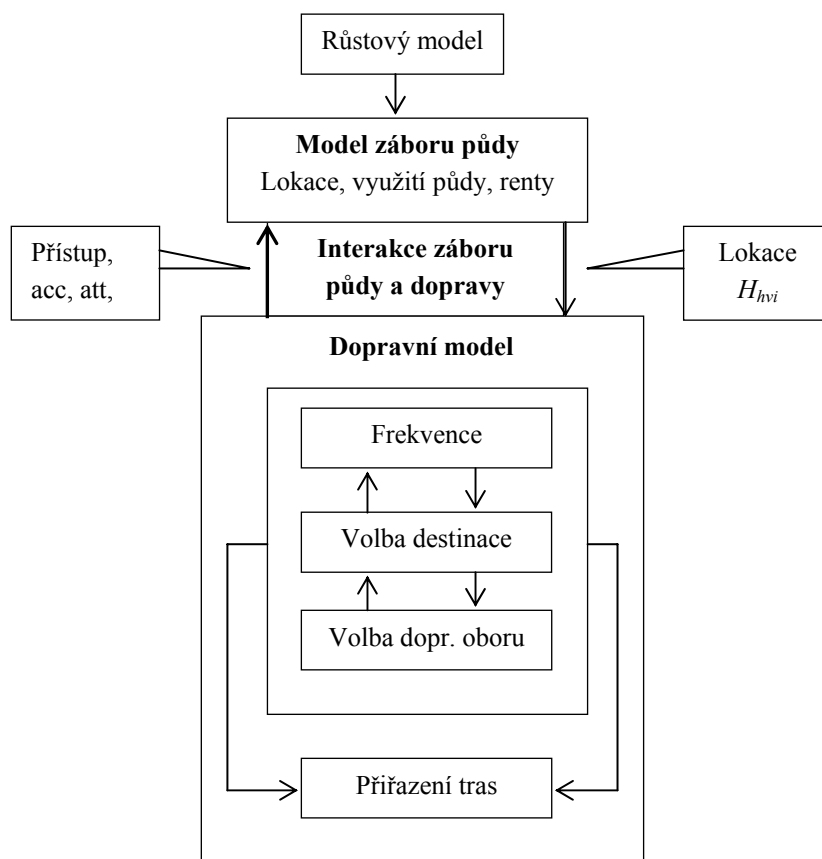 Růstový model
Model záboru půdy
Lokace, využití půdy, renty
Přístup,
acc, att,
Interakce záboru
půdy a dopravy
Lokace
H_hvi
Dopravní model
Frekvence
Volba destinace
Volba dopr. oboru
Přiřazení tras